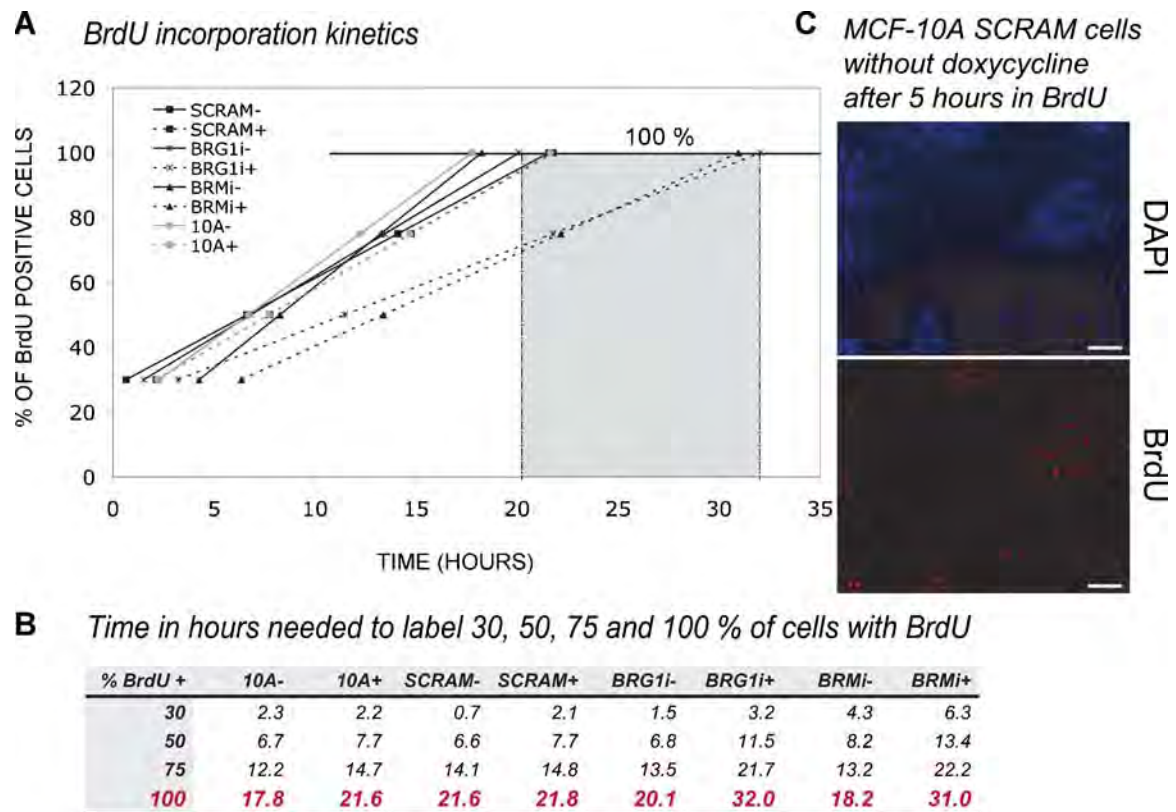 A BrdU incorporation kinetics
120
100
80
60
40
20
0
% OF BrdU POSITIVE CELLS
SCRAM-
SCRAM+
BRG1i-
BRG1i+
BRMi-
BRMi+
10A-
10A+
100 %
0 5 10 15 20 25 30 35
TIME (HOURS)
C MCF-10A SCRAM cells
without doxycycline
after 5 hours in BrdU
DAPI
BrdU
B Time in hours needed to label 30, 50, 75 and 100 % of cells with BrdU
% BrdU + 10A- 10A+ SCRAM- SCRAM+ BRG1i- BRG1i+ BRMi- BRMi+
30 2.3 2.2 0.7 2.1 1.5 3.2 4.3 6.3
50 6.7 7.7 6.6 7.7 6.8 11.5 8.2 13.4
75 12.2 14.7 14.1 14.8 13.5 21.7 13.2 22.2
100 17.8 21.6 21.6 21.8 20.1 32.0 18.2 31.0